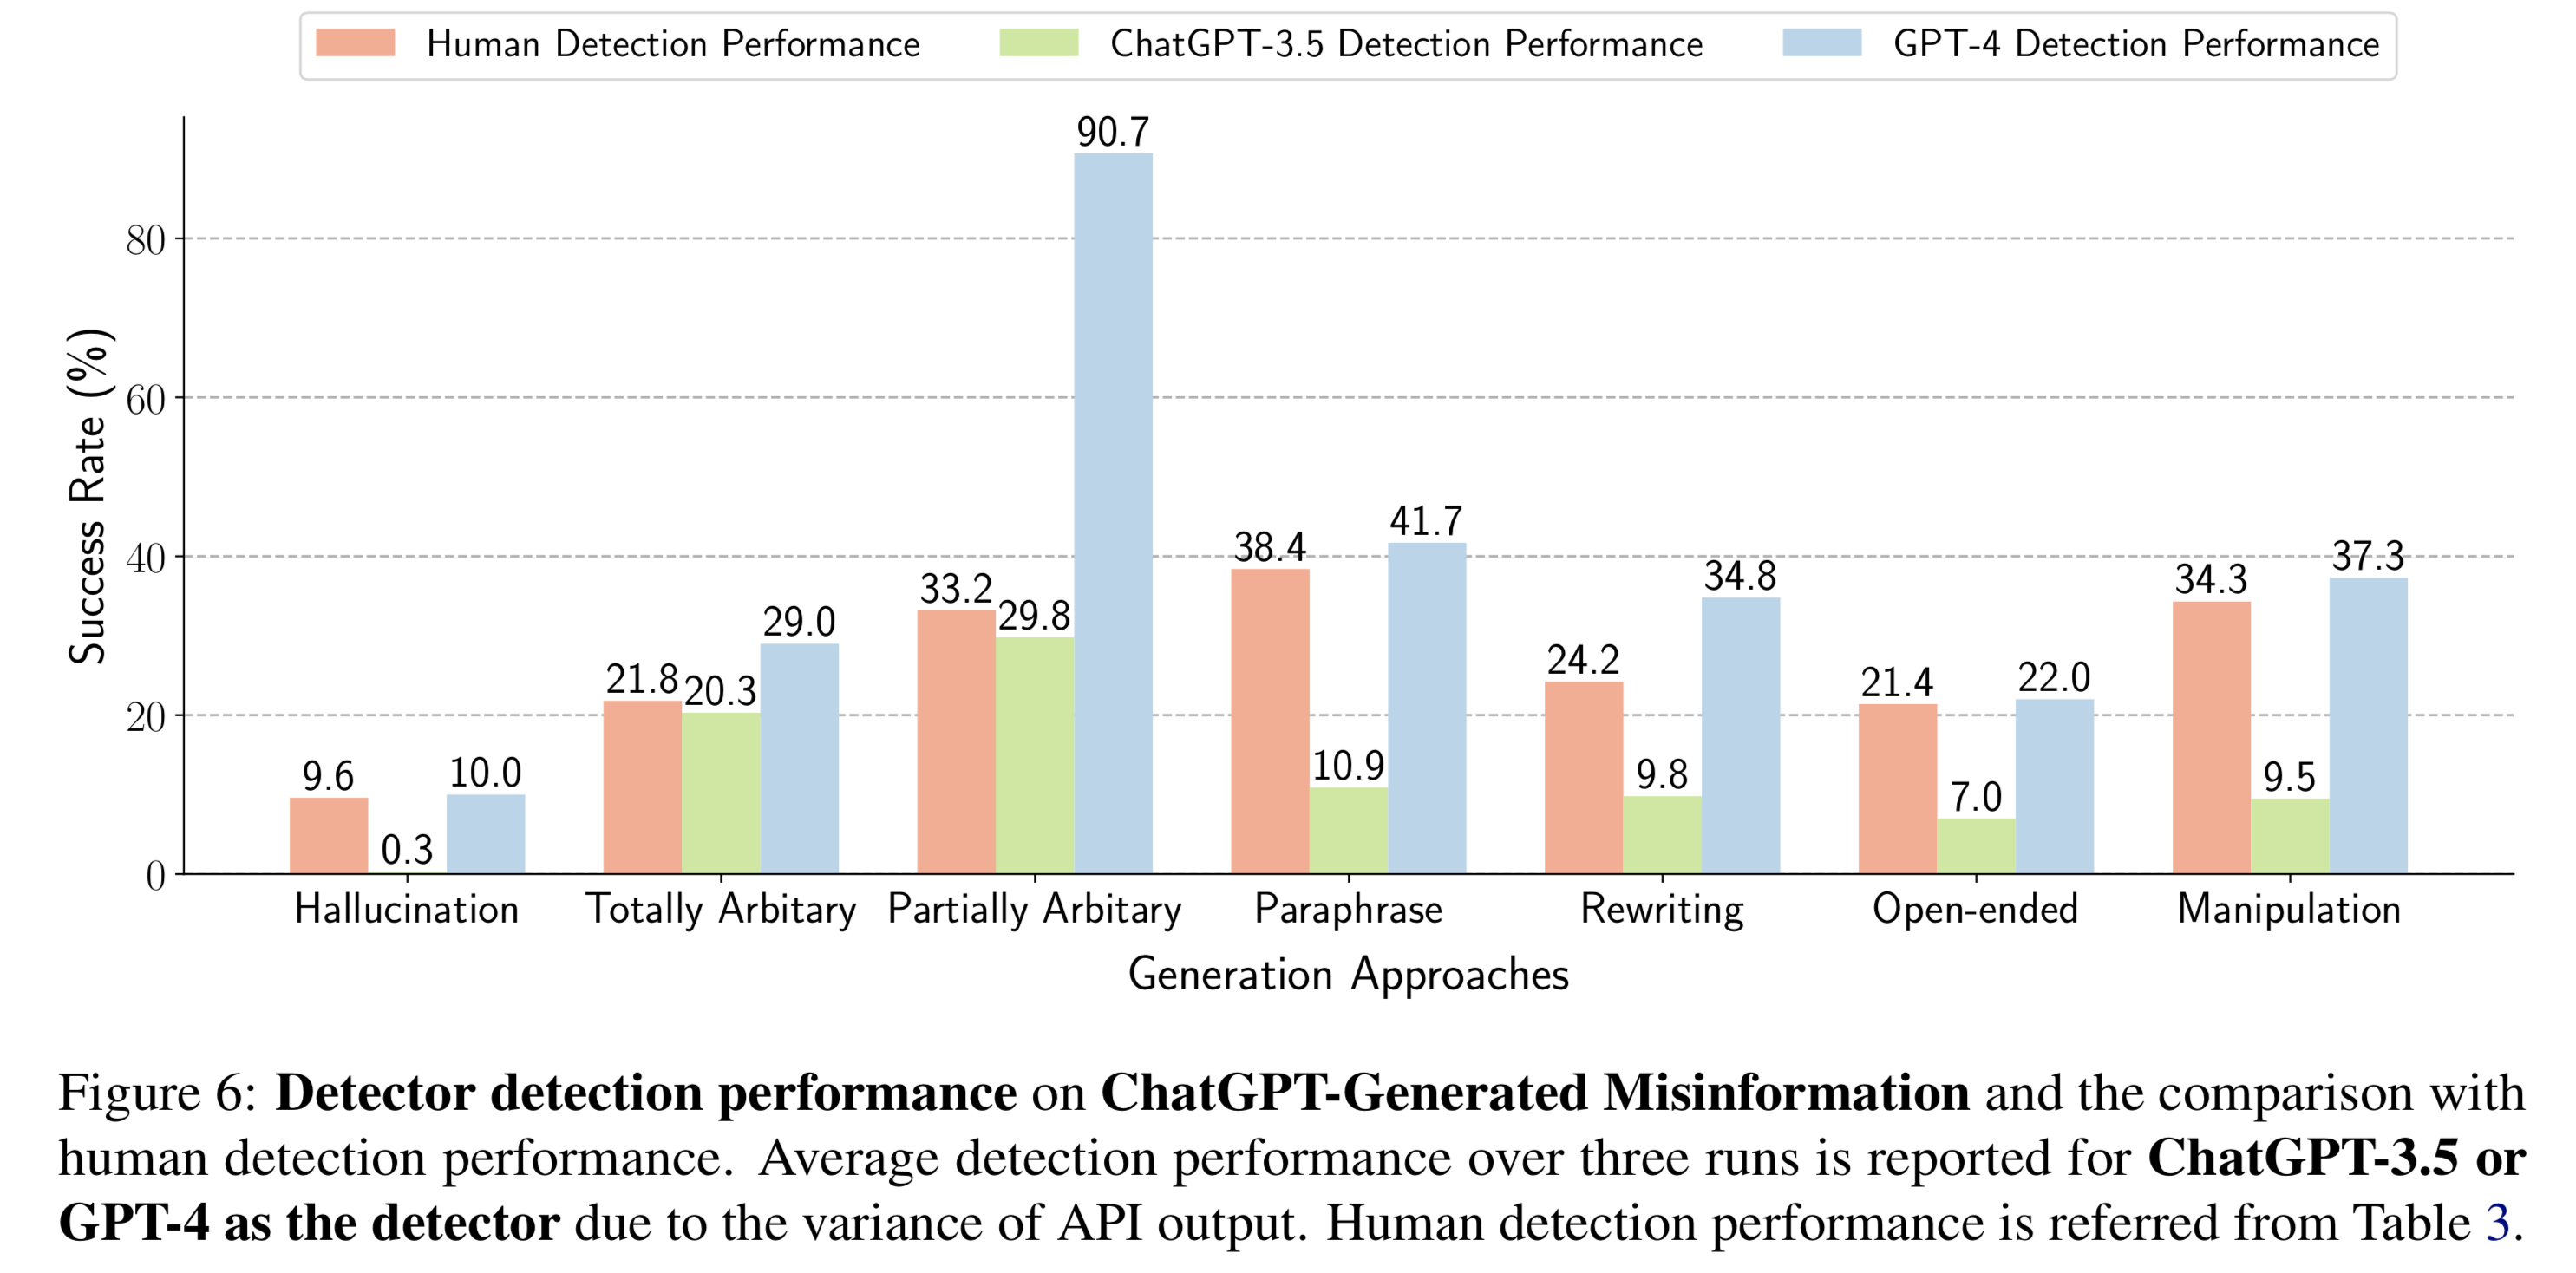 Human Detection Performance
ChatGPT-3.5 Detection Performance
GPT-4 Detection Performance
Success Rate (%)
80
60
40
20
0
9.6
0.3
10.0
21.8
20.3
29.0
33.2
29.8
90.7
38.4
10.9
41.7
24.2
9.8
34.8
21.4
7.0
22.0
34.3
9.5
37.3
Hallucination
Totally Arbitary
Partially Arbitary
Paraphrase
Rewriting
Open-ended
Manipulation
Generation Approaches
Figure 6: Detector detection performance on ChatGPT-Generated Misinformation and the comparison with
human detection performance. Average detection performance over three runs is reported for ChatGPT-3.5 or
GPT-4 as the detector due to the variance of API output. Human detection performance is referred from Table 3.